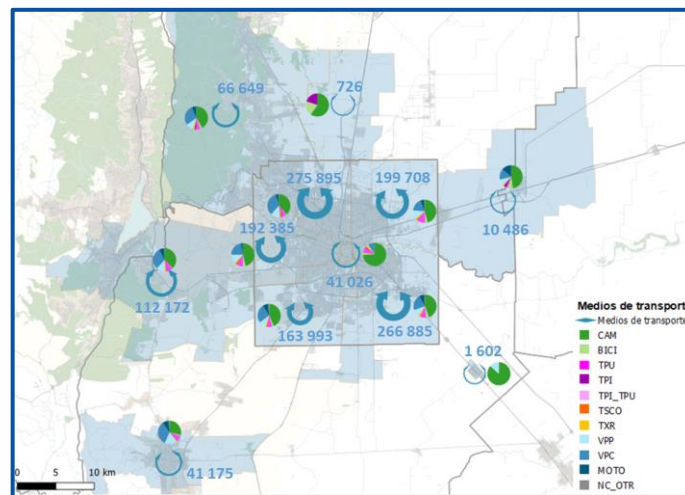 66 649
726
275 895
199 708
192 385
10 486
41 026
112 172
163 993
266 885
1 602
41 175
0 5 10 km
Medios de transporte
Medios de transporte
CAM
BICI
TPU
TPI
TPI_TPU
TSCO
TXR
VPP
VPC
MOTO
NC_OTR